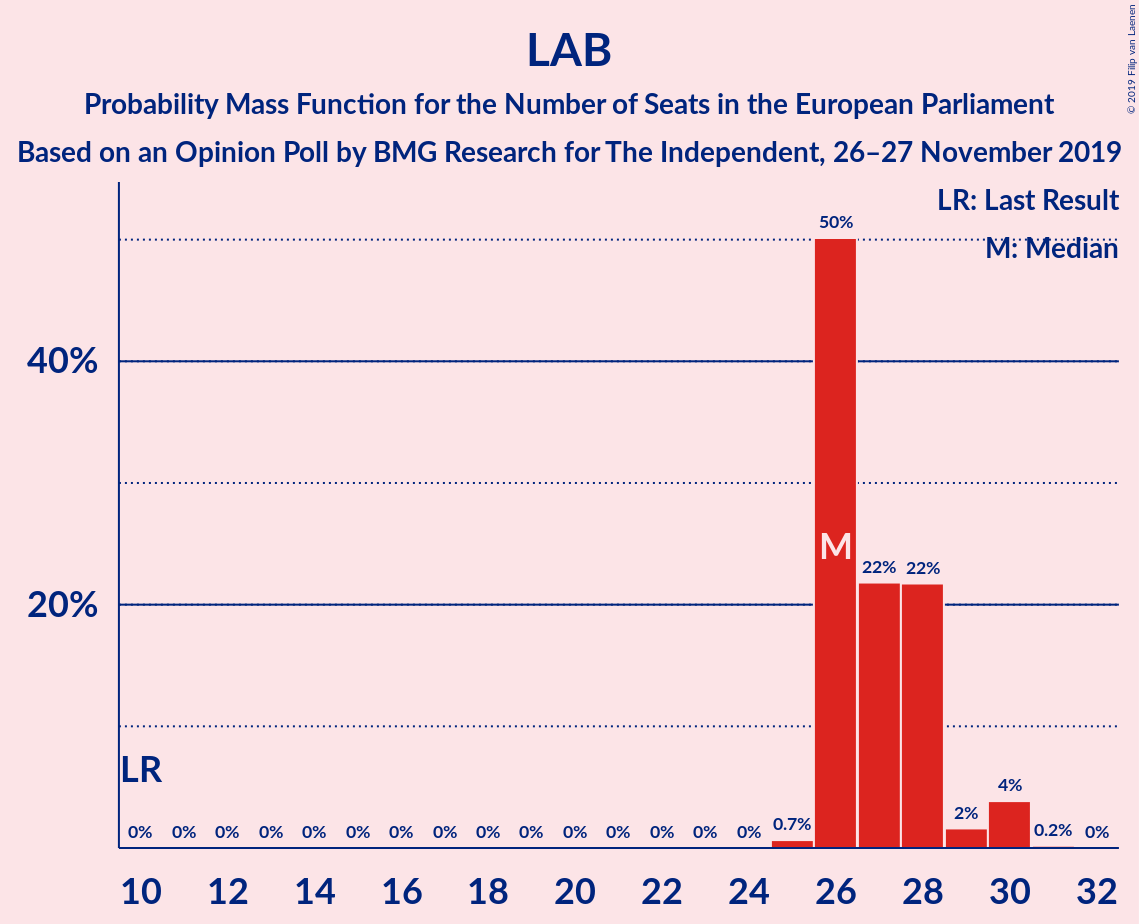 LAB
Probability Mass Function for the Number of Seats in the European Parliament
Based on an Opinion Poll by BMG Research for The Independent, 26–27 November 2019
© 2019 Filip van Laenen
LR: Last Result
M: Median
50%
40%
M
22% 22%
20%
LR
0% 0% 0% 0% 0% 0% 0% 0% 0% 0% 0% 0% 0% 0% 0% 0.7% 2% 4% 0.2% 0%
10 12 14 16 18 20 22 24 26 28 30 32